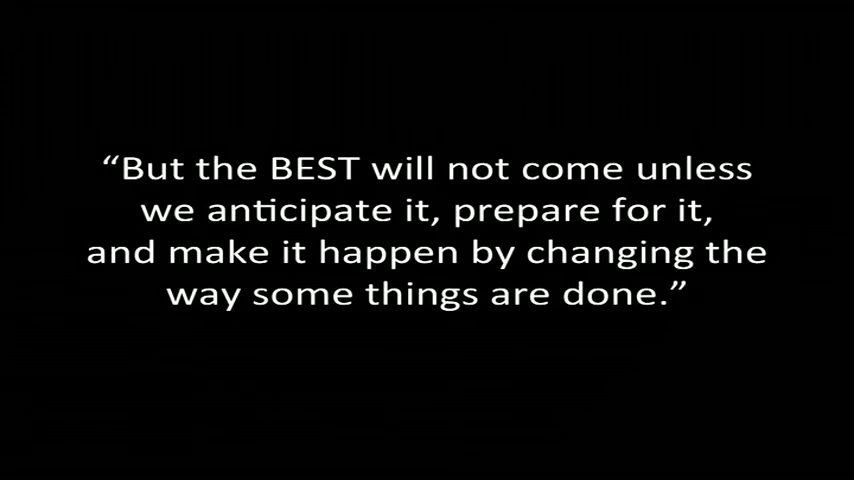 “But the BEST will not come unless
we anticipate it, prepare for it,
and make it happen by changing the
way some things are done.”